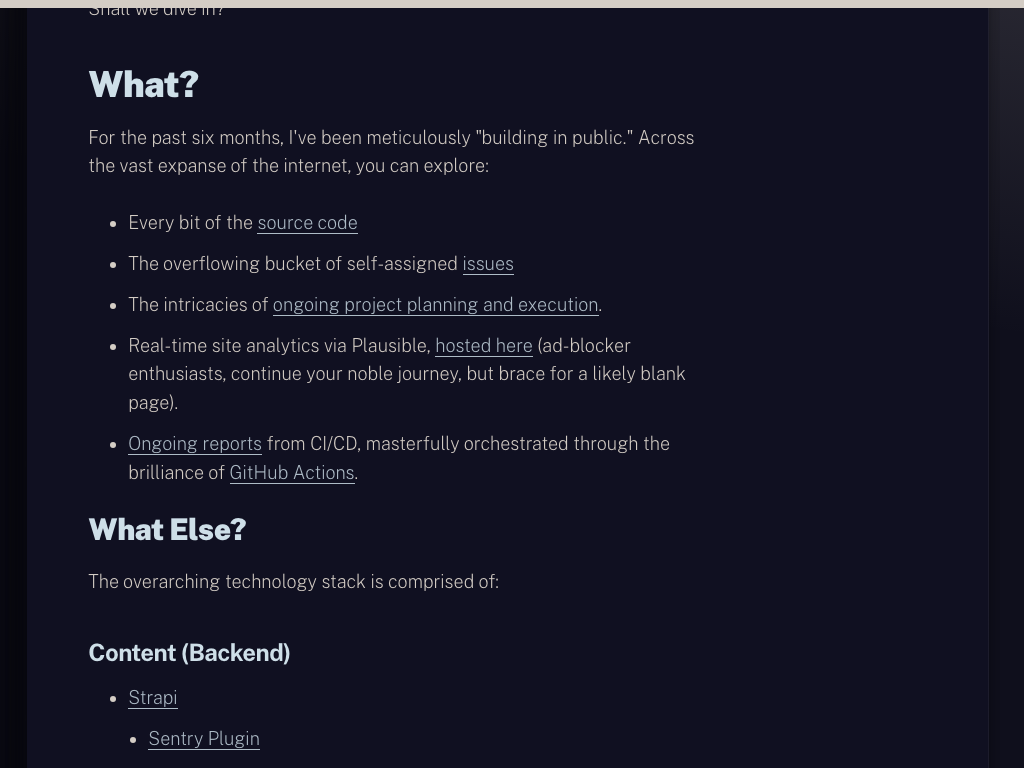 Shall we dive in?
What?
For the past six months, I've been meticulously "building in public." Across
the vast expanse of the internet, you can explore:
Every bit of the source code
The overflowing bucket of self-assigned issues
The intricacies of ongoing project planning and execution.
Real-time site analytics via Plausible, hosted here (ad-blocker
enthusiasts, continue your noble journey, but brace for a likely blank
page).
Ongoing reports from CI/CD, masterfully orchestrated through the
brilliance of GitHub Actions.
What Else?
The overarching technology stack is comprised of:
Content (Backend)
Strapi
Sentry Plugin